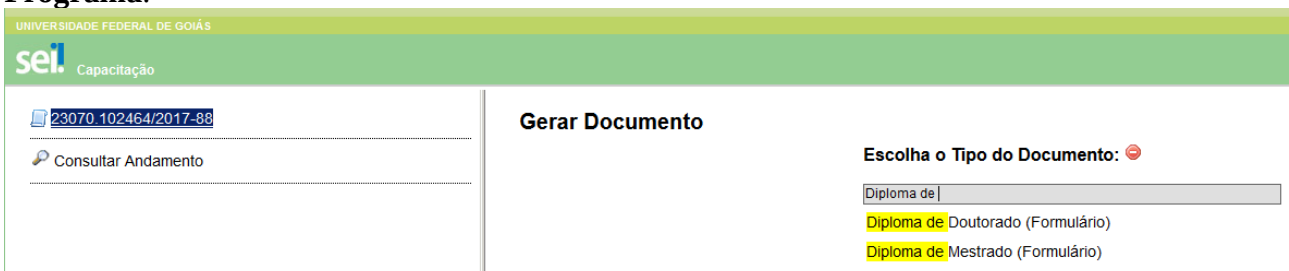 Programa:
UNIVERSIDADE FEDERAL DE GOIÁS
sei! Capacitação
23070.102464/2017-88
Consultar Andamento
Gerar Documento
Escolha o Tipo do Documento:
Diploma de
Diploma de Doutorado (Formulário)
Diploma de Mestrado (Formulário)